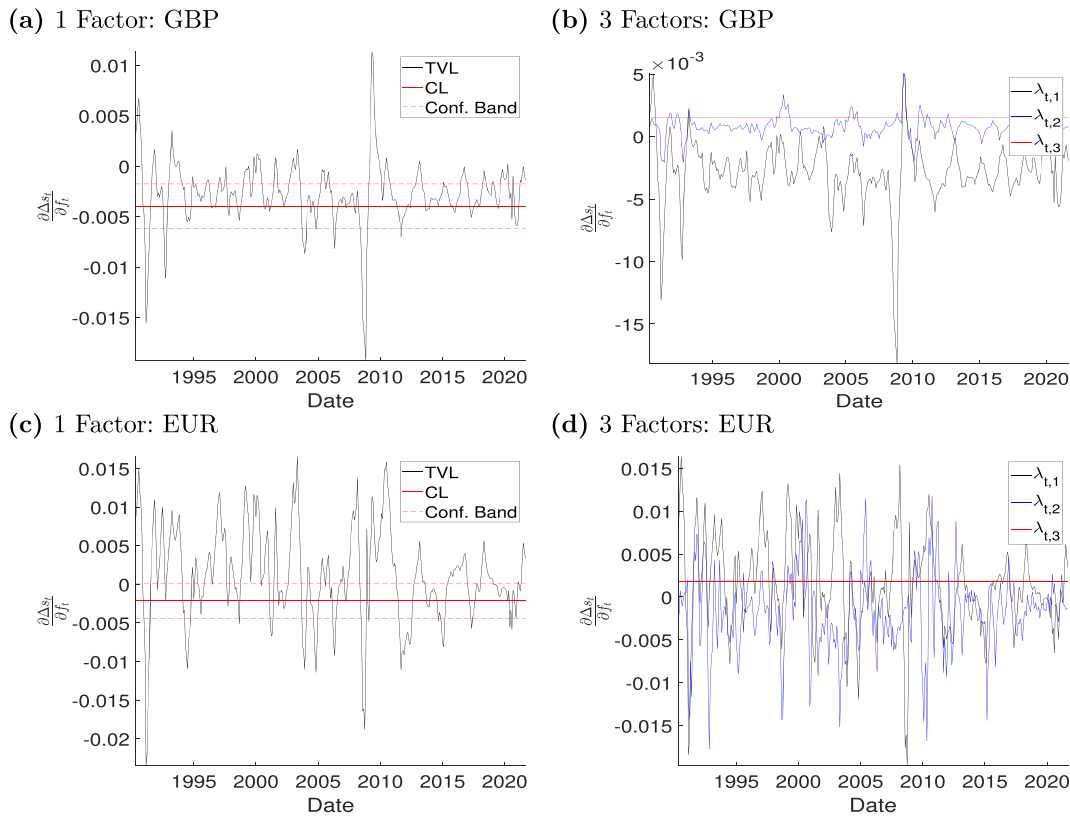 (a) 1 Factor: GBP
0.01
0.005
0
-0.005
-0.01
-0.015
∂Δs_t/∂f_t
TVL
CL
Conf. Band
1995 2000 2005 2010 2015 2020
Date
(b) 3 Factors: GBP
×10^-3
5
0
-5
-10
-15
∂Δs_t/∂f_t
λ_t,1
λ_t,2
λ_t,3
1995 2000 2005 2010 2015 2020
Date
(c) 1 Factor: EUR
0.015
0.01
0.005
0
-0.005
-0.01
-0.015
-0.02
∂Δs_t/∂f_t
TVL
CL
Conf. Band
1995 2000 2005 2010 2015 2020
Date
(d) 3 Factors: EUR
0.015
0.01
0.005
0
-0.005
-0.01
-0.015
∂Δs_t/∂f_t
λ_t,1
λ_t,2
λ_t,3
1995 2000 2005 2010 2015 2020
Date